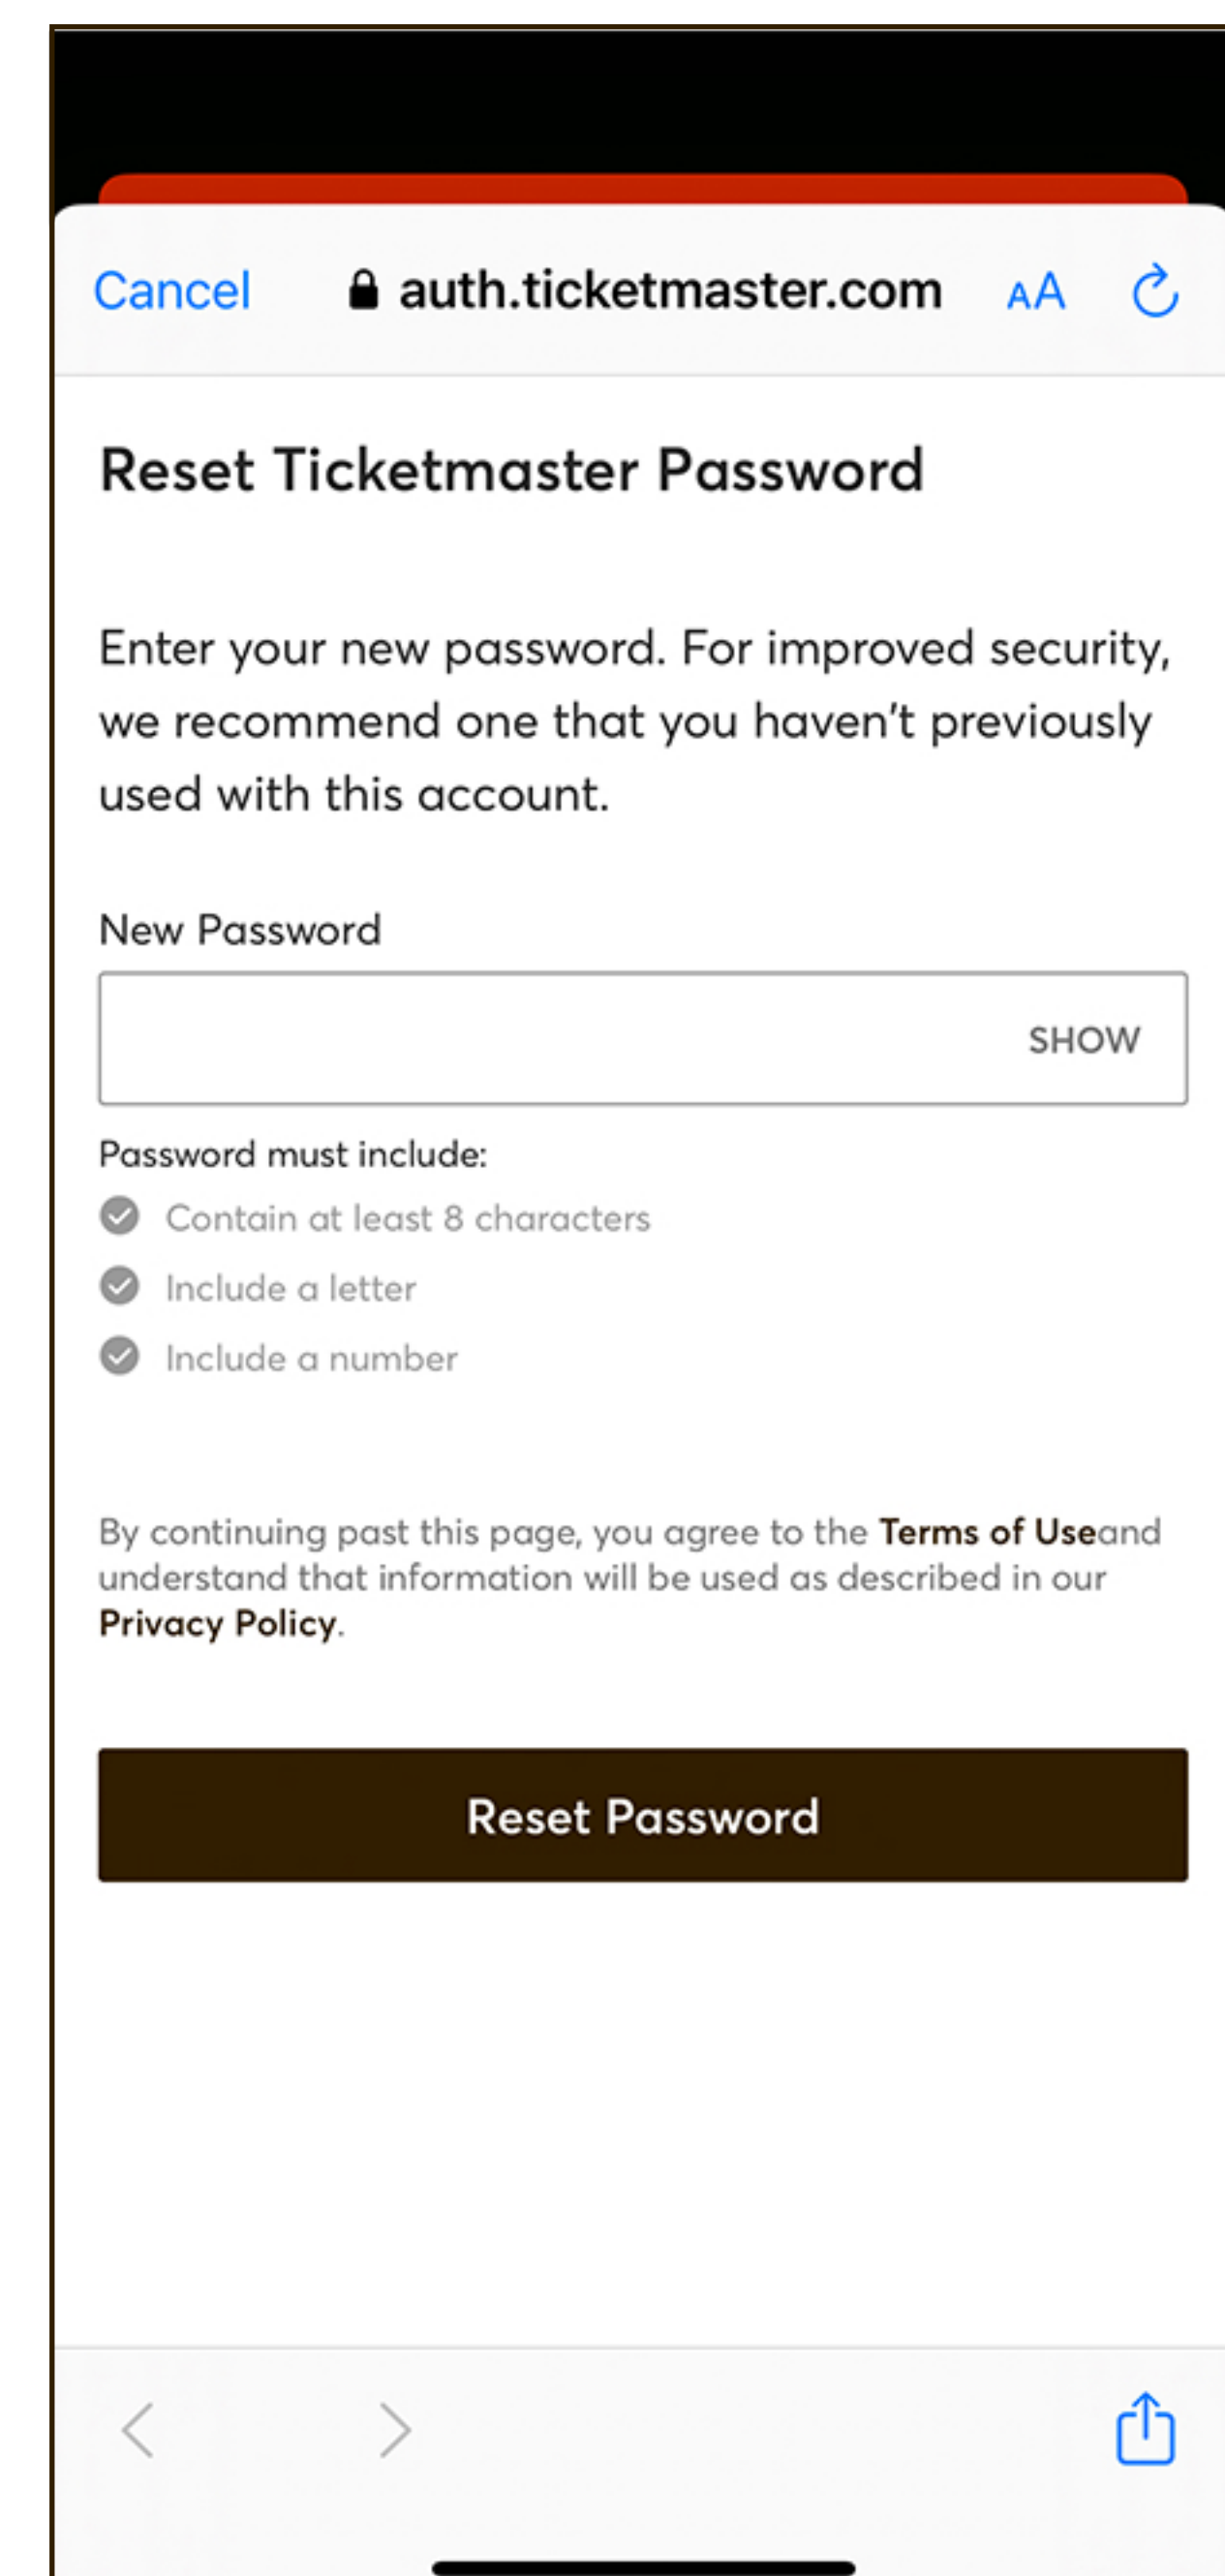 Cancel auth.ticketmaster.com AA
Reset Ticketmaster Password
Enter your new password. For improved security,
we recommend one that you haven't previously
used with this account.
New Password
SHOW
Password must include:
Contain at least 8 characters
Include a letter
Include a number
By continuing past this page, you agree to the Terms of Useand
understand that information will be used as described in our
Privacy Policy.
Reset Password